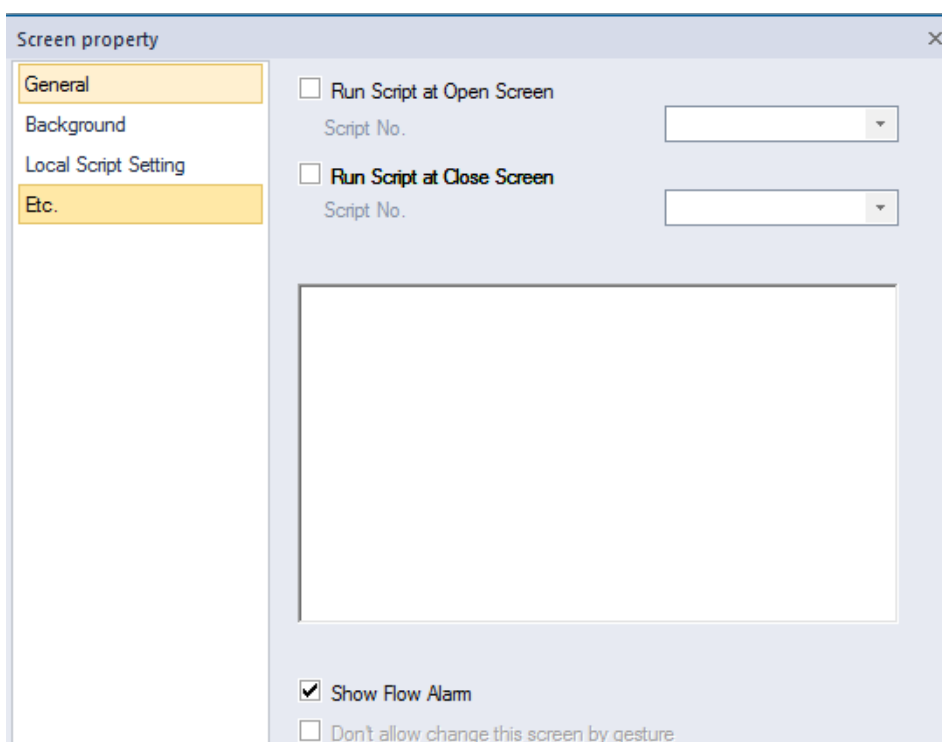 Screen property
General
Background
Local Script Setting
Etc.
Run Script at Open Screen
Script No.
Run Script at Close Screen
Script No.
Show Flow Alarm
Don't allow change this screen by gesture